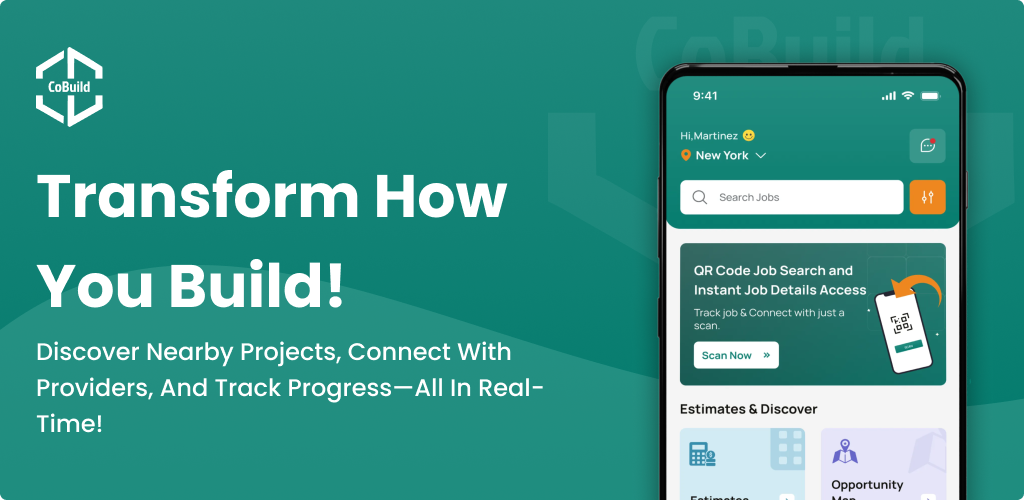 CoBuild
Transform How
You Build!
Discover Nearby Projects, Connect With
Providers, And Track Progress—All In Real-
Time!
CoBuild
9:41
Hi,Martinez
New York
Search Jobs
QR Code Job Search and
Instant Job Details Access
Track job & Connect with just a
scan.
Scan Now »
Estimates & Discover
Estimates
Opportunity
Map